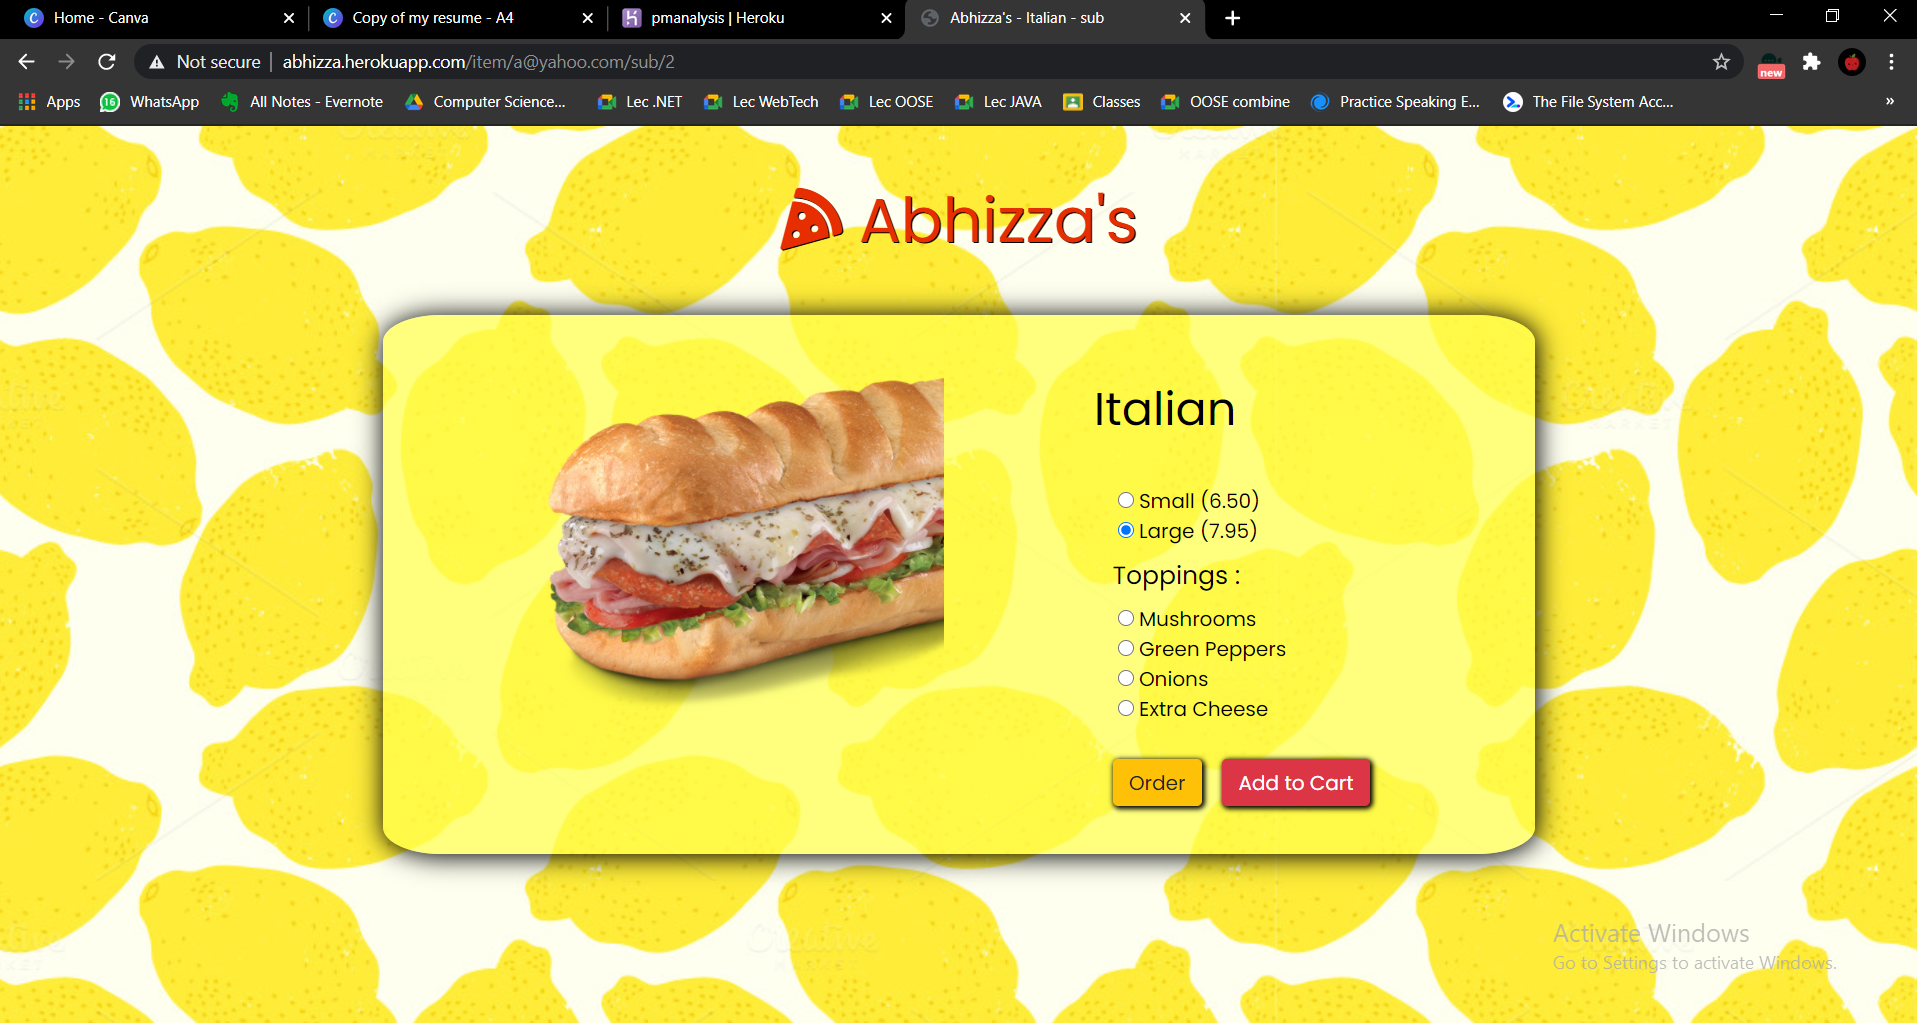 Home - Canva
Copy of my resume - A4
pmanalysis | Heroku
Abhizza's - Italian - sub
Not secure
abhizza.herokuapp.com/item/a@yahoo.com/sub/2
new
Apps
16
WhatsApp
All Notes - Evernote
Computer Science...
Lec .NET
Lec WebTech
Lec OOSE
Lec JAVA
Classes
OOSE combine
Practice Speaking E...
The File System Acc...
»
Abhizza's
Italian
Small (6.50)
Large (7.95)
Toppings :
Mushrooms
Green Peppers
Onions
Extra Cheese
Order
Add to Cart
Creative
Activate Windows
Go to Settings to activate Windows.